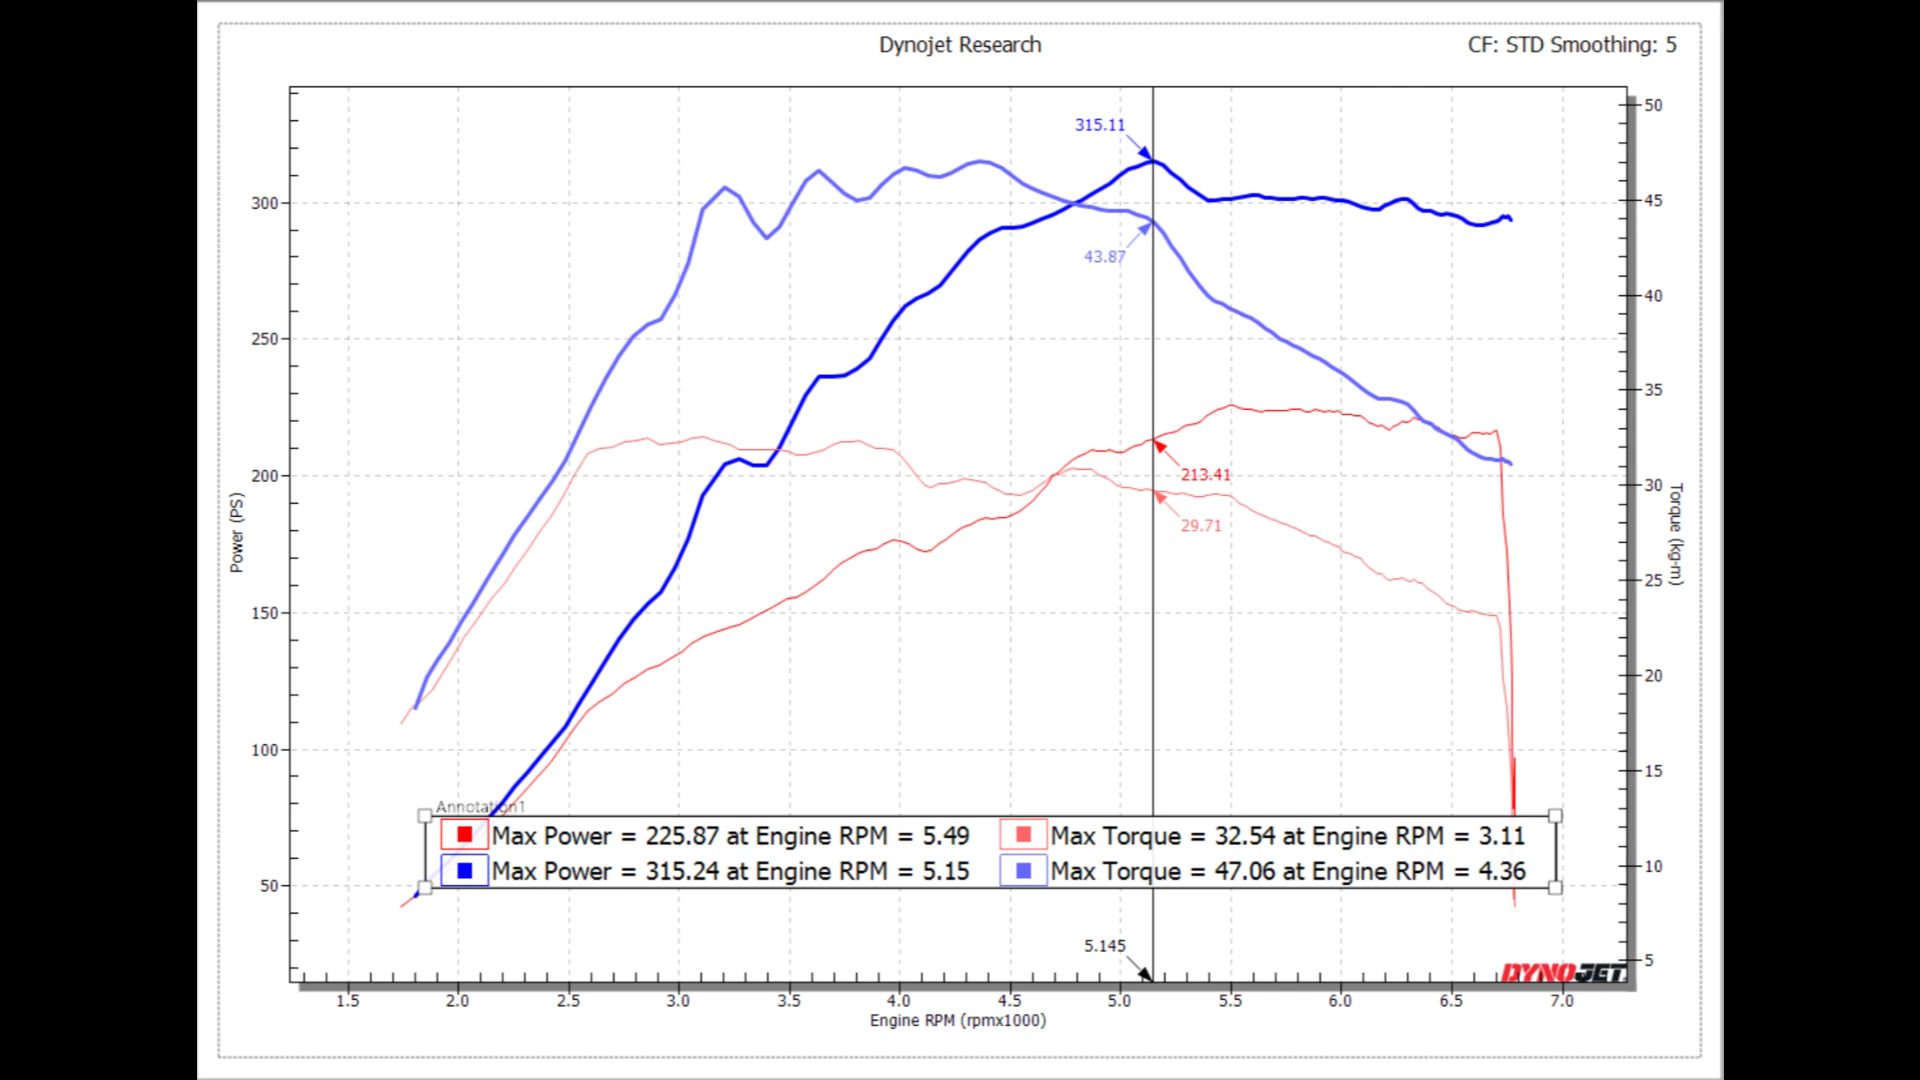 Dynojet Research
CF: STD Smoothing: 5
315.11
43.87
213.41
29.71
300
250
200
150
100
50
Power (PS)
50
45
40
35
30
25
20
15
10
5
Torque (kg-m)
Annotation1
Max Power = 225.87 at Engine RPM = 5.49
Max Torque = 32.54 at Engine RPM = 3.11
Max Power = 315.24 at Engine RPM = 5.15
Max Torque = 47.06 at Engine RPM = 4.36
5.145
DYNOJET
1.5 2.0 2.5 3.0 3.5 4.0 4.5 5.0 5.5 6.0 6.5 7.0
Engine RPM (rpmx1000)